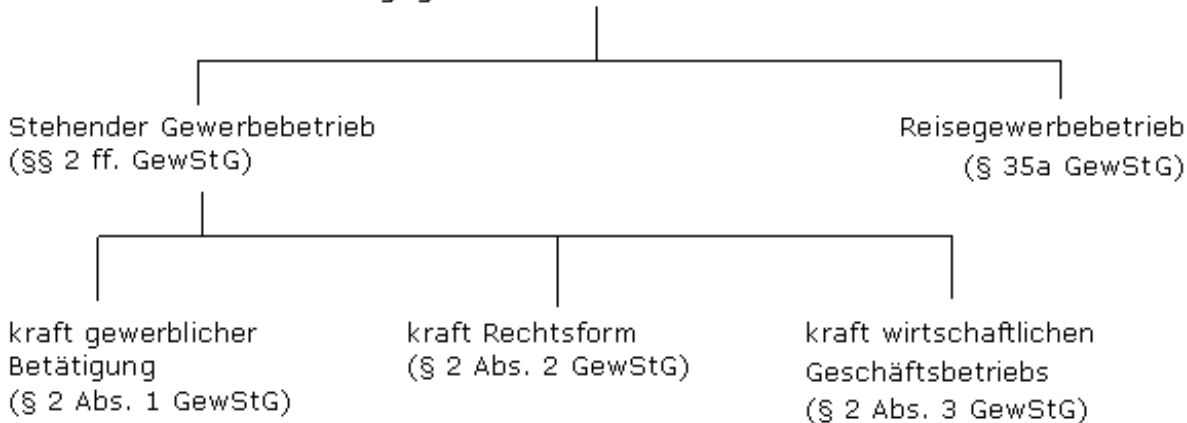 Stehender Gewerbebetrieb
(§§ 2 ff. GewStG)
Reisegewerbebetrieb
(§ 35a GewStG)
kraft gewerblicher
Betätigung
(§ 2 Abs. 1 GewStG)
kraft Rechtsform
(§ 2 Abs. 2 GewStG)
kraft wirtschaftlichen
Geschäftsbetriebs
(§ 2 Abs. 3 GewStG)